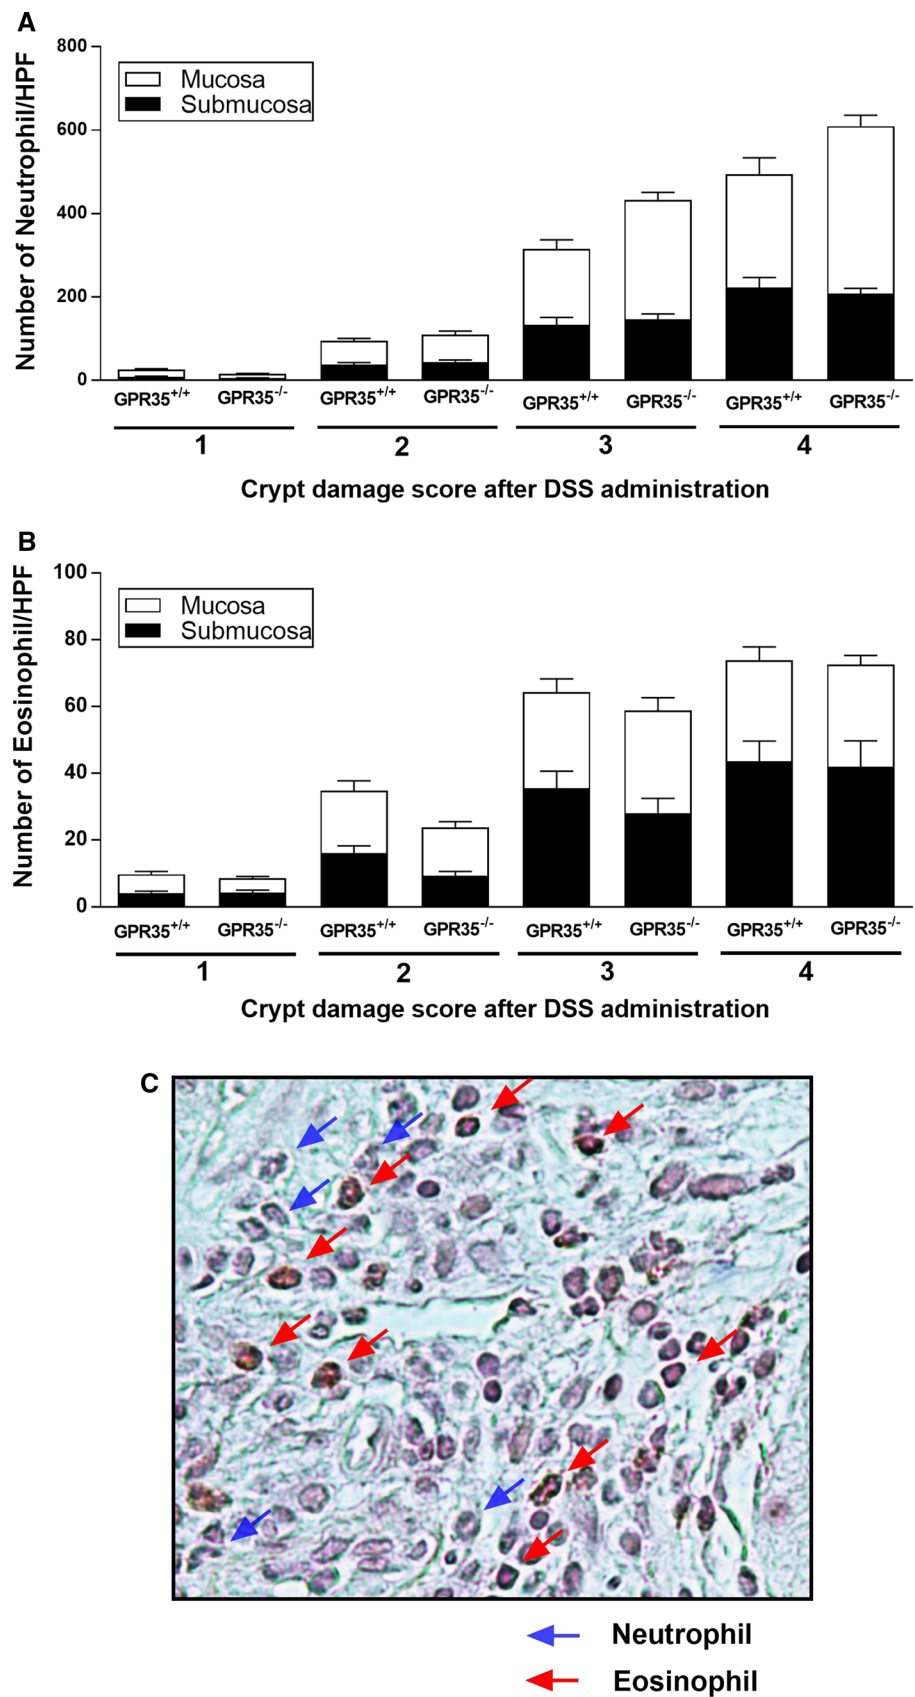 A
Number of Neutrophil/HPF
800
600
400
200
0
Mucosa
Submucosa
GPR35+/+ GPR35-/- GPR35+/+ GPR35-/- GPR35+/+ GPR35-/- GPR35+/+ GPR35-/-
1 2 3 4
Crypt damage score after DSS administration
B
Number of Eosinophil/HPF
100
80
60
40
20
0
Mucosa
Submucosa
GPR35+/+ GPR35-/- GPR35+/+ GPR35-/- GPR35+/+ GPR35-/- GPR35+/+ GPR35-/-
1 2 3 4
Crypt damage score after DSS administration
C
Neutrophil
Eosinophil